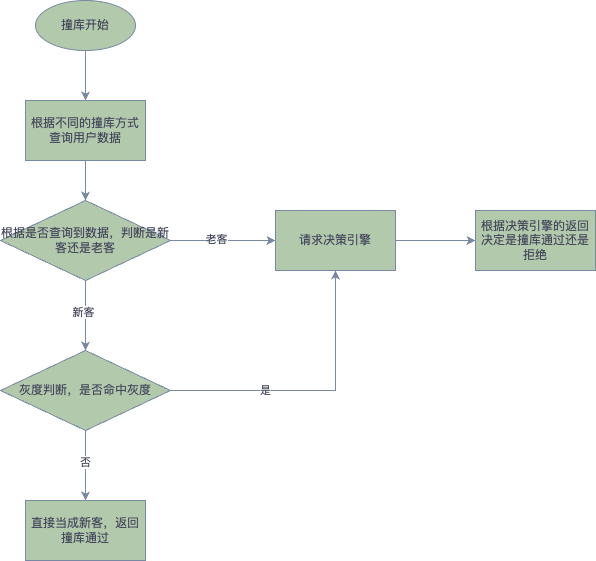 撞库开始
根据不同的撞库方式
查询用户数据
根据是否查询到数据，判断是新
客还是老客
老客
请求决策引擎
根据决策引擎的返回
决定是撞库通过还是
拒绝
新客
灰度判断，是否命中灰度
是
否
直接当成新客，返回
撞库通过